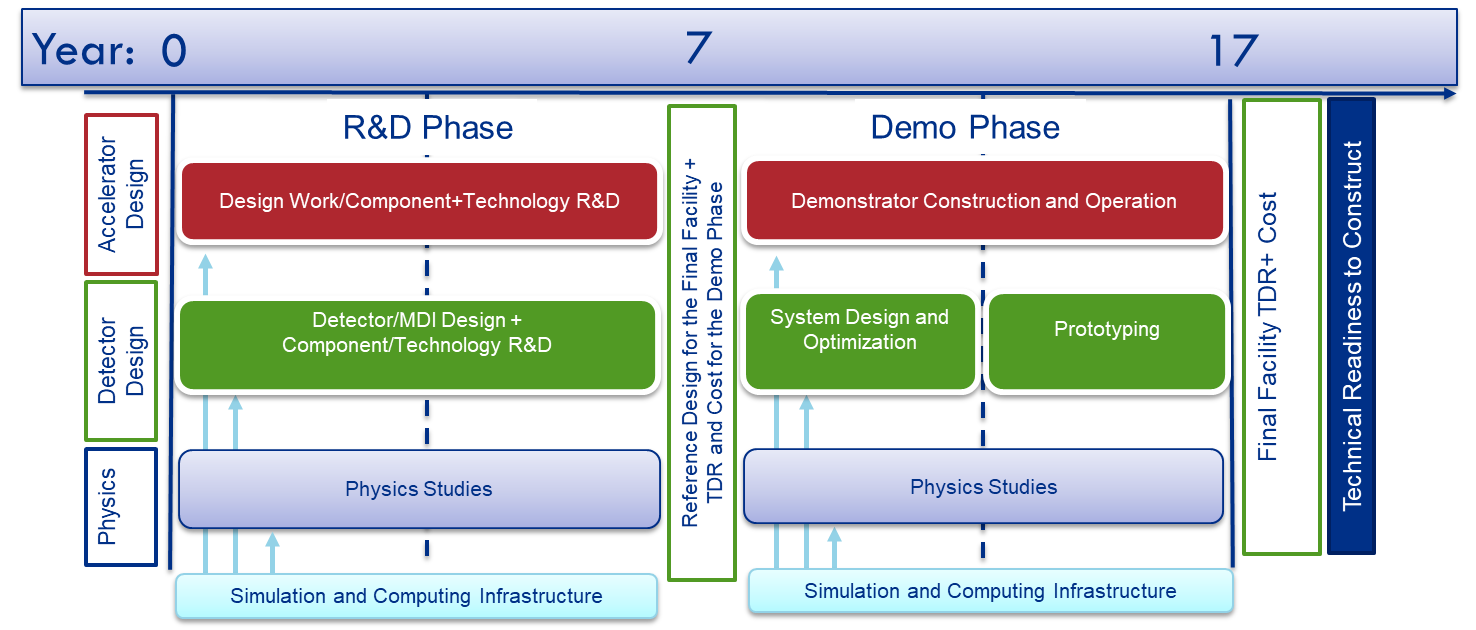 Year: 0 7 17
R&D Phase
Demo Phase
Accelerator
Design
Design Work/Component+Technology R&D
Demonstrator Construction and Operation
Detector
Design
Detector/MDI Design +
Component/Technology R&D
System Design and
Optimization
Prototyping
Physics
Physics Studies
Physics Studies
Simulation and Computing Infrastructure
Simulation and Computing Infrastructure
Reference Design for the Final Facility +
TDR and Cost for the Demo Phase
Final Facility TDR+ Cost
Technical Readiness to Construct